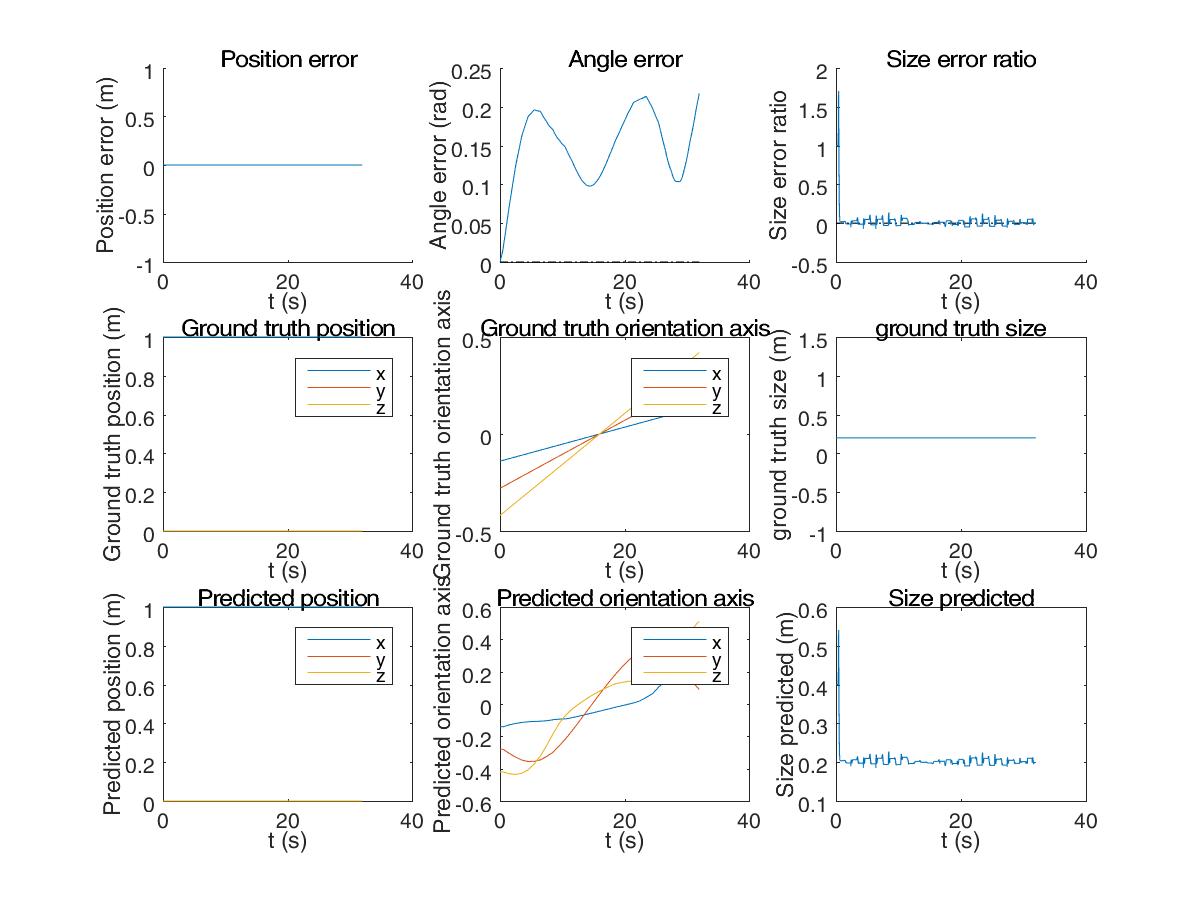 Position error
Position error (m)
1
0.5
0
-0.5
-1
0 20 40
t (s)
Angle error
Angle error (rad)
0.25
0.2
0.15
0.1
0.05
0
0 20 40
t (s)
Size error ratio
Size error ratio
2
1.5
1
0.5
0
-0.5
0 20 40
t (s)
Ground truth position
Ground truth position (m)
1
0.8
0.6
0.4
0.2
0
x
y
z
0 20 40
t (s)
Ground truth orientation axis
Ground truth orientation axis
0.5
0
-0.5
x
y
z
0 20 40
t (s)
ground truth size
ground truth size (m)
1.5
1
0.5
0
-0.5
-1
0 20 40
t (s)
Predicted position
Predicted position (m)
1
0.8
0.6
0.4
0.2
0
x
y
z
0 20 40
t (s)
Predicted orientation axis
Predicted orientation axis
0.6
0.4
0.2
0
-0.2
-0.4
-0.6
x
y
z
0 20 40
t (s)
Size predicted
Size predicted (m)
0.6
0.5
0.4
0.3
0.2
0.1
0 20 40
t (s)